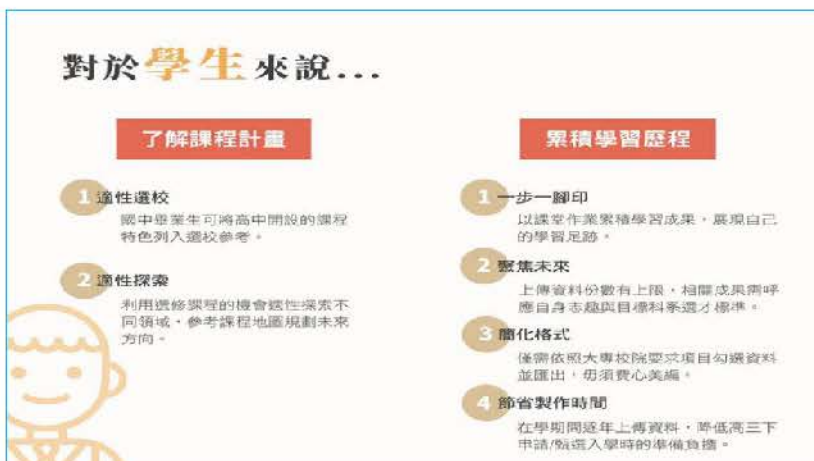 對於學生來說...
了解課程計畫
1 適性選校
國中畢業生可將高中開設的課程
特色列入選校參考。
2 適性探索
利用選修課程的機會適性探索不
同領域，參考課程地圖規劃未來
方向。
累積學習歷程
1 一步一腳印
以課堂作業累積學習成果，展現自己
的學習足跡。
2 聚焦未來
上傳資料份數有上限，相關成果需呼
應自身志趣與目標科系選才標準。
3 簡化格式
僅需依照大專校院要求項目勾選資料
並匯出，毋須費心美編。
4 節省製作時間
在學期間逐年上傳資料，降低高三下
申請/甄選入學時的準備負擔。